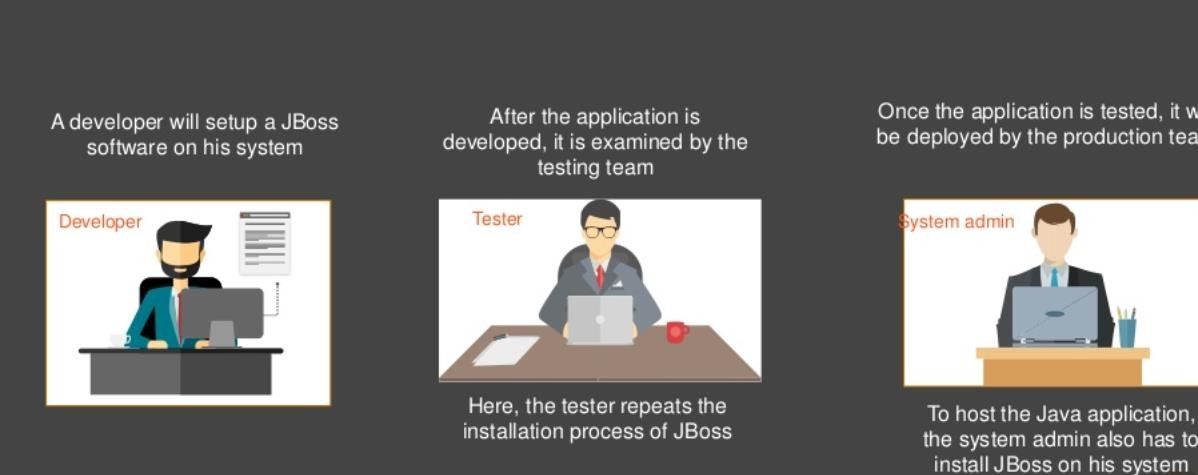 A developer will setup a JBoss
software on his system
Developer
After the application is
developed, it is examined by the
testing team
Tester
Here, the tester repeats the
installation process of JBoss
Once the application is tested, it
be deployed by the production
System admin
To host the Java application,
the system admin also has to
install JBoss on his system